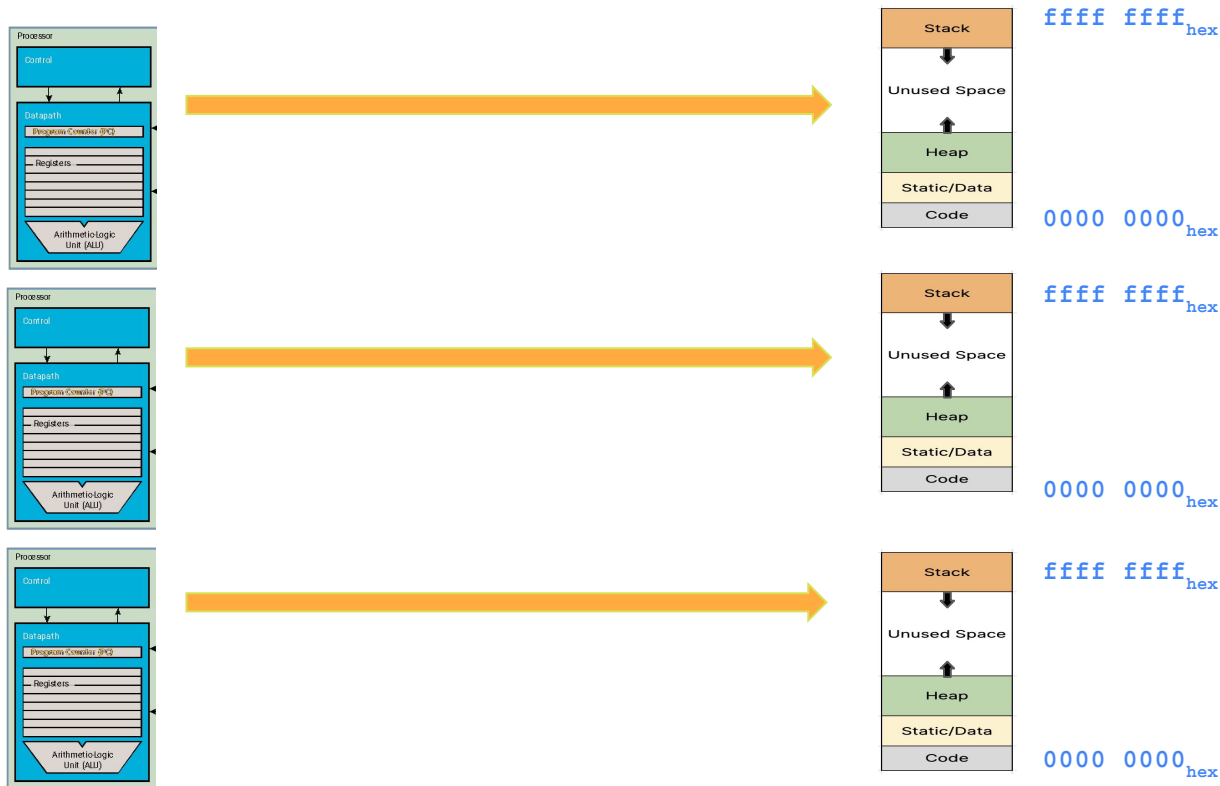 Processor
Control
Datapath
Program Counter (PC)
Registers
Arithmetic-Logic
Unit (ALU)
Stack
Unused Space
Heap
Static/Data
Code
ffff ffffhex
0000 0000hex
Processor
Control
Datapath
Program Counter (PC)
Registers
Arithmetic-Logic
Unit (ALU)
Stack
Unused Space
Heap
Static/Data
Code
ffff ffffhex
0000 0000hex
Processor
Control
Datapath
Program Counter (PC)
Registers
Arithmetic-Logic
Unit (ALU)
Stack
Unused Space
Heap
Static/Data
Code
ffff ffffhex
0000 0000hex